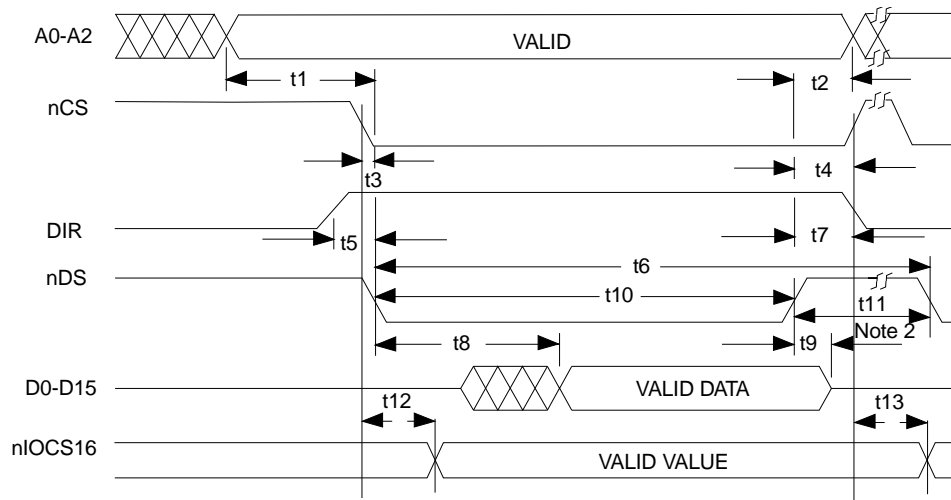 A0-A2
VALID
t1
t2
nCS
t3
t4
DIR
t5
t7
t6
nDS
t10
t11
t8
t9
Note 2
D0-D15
VALID DATA
t12
t13
nIOCS16
VALID VALUE